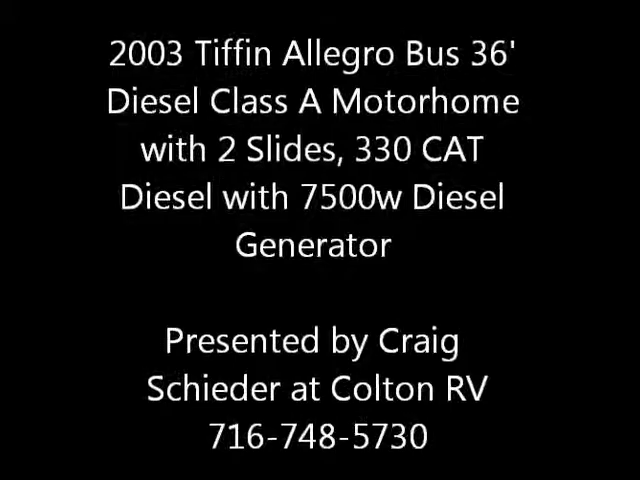 2003 Tiffin Allegro Bus 36'
Diesel Class A Motorhome
with 2 Slides, 330 CAT
Diesel with 7500w Diesel
Generator
Presented by Craig
Schieder at Colton RV
716-748-5730